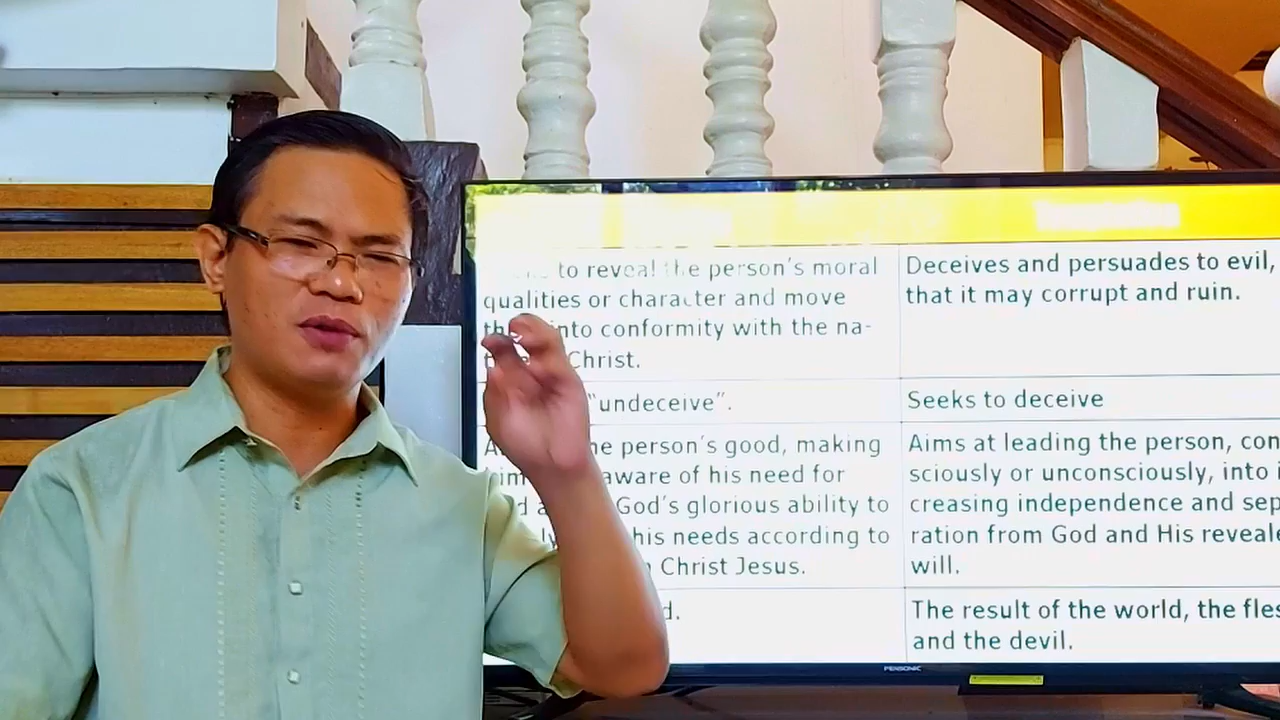 to reveal the person's moral
qualities or character and move
into conformity with the na-
Christ.
"undeceive".
person's good, making
aware of his need for
God's glorious ability to
his needs according to
Christ Jesus.
Deceives and persuades to evil,
that it may corrupt and ruin.
Seeks to deceive
Aims at leading the person, con
sciously or unconsciously, into
creasing independence and sep
ration from God and His reveale
will.
The result of the world, the fles
and the devil.
PENSONIC